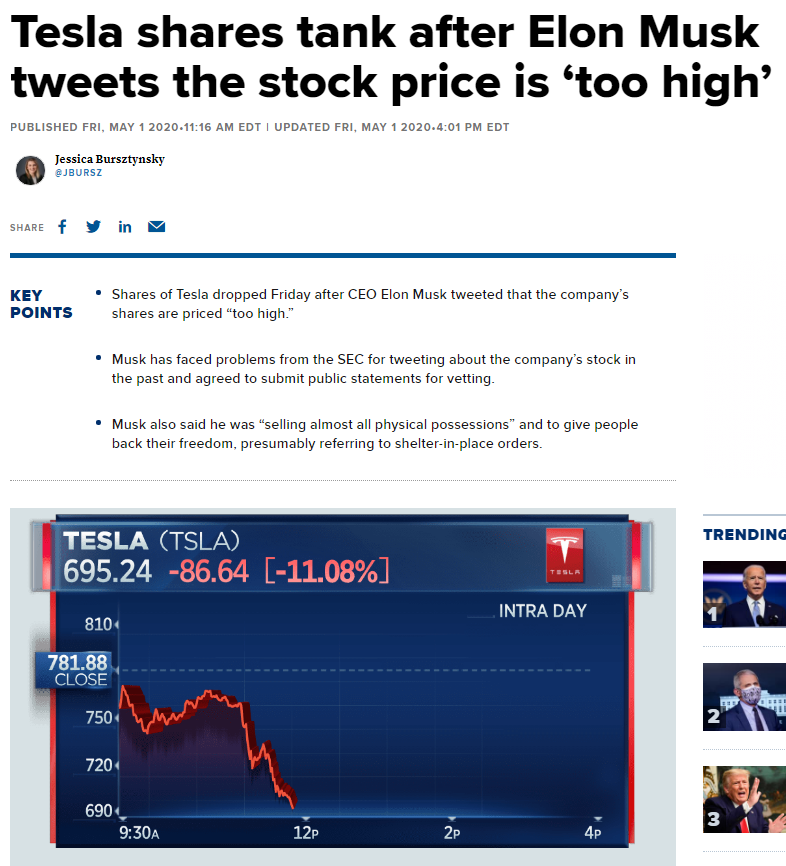 Tesla shares tank after Elon Musk
tweets the stock price is ‘too high’
PUBLISHED FRI, MAY 1 2020•11:16 AM EDT | UPDATED FRI, MAY 1 2020•4:01 PM EDT
Jessica Bursztynsky
@JBURSZ
SHARE
KEY
POINTS
• Shares of Tesla dropped Friday after CEO Elon Musk tweeted that the company’s
shares are priced “too high.”
• Musk has faced problems from the SEC for tweeting about the company’s stock in
the past and agreed to submit public statements for vetting.
• Musk also said he was “selling almost all physical possessions” and to give people
back their freedom, presumably referring to shelter-in-place orders.
TESLA (TSLA)
695.24 -86.64 [-11.08%]
TESLA
INTRA DAY
810
781.88
CLOSE
750
720
690
9:30A
12P
2P
4P
TRENDING
1
2
3